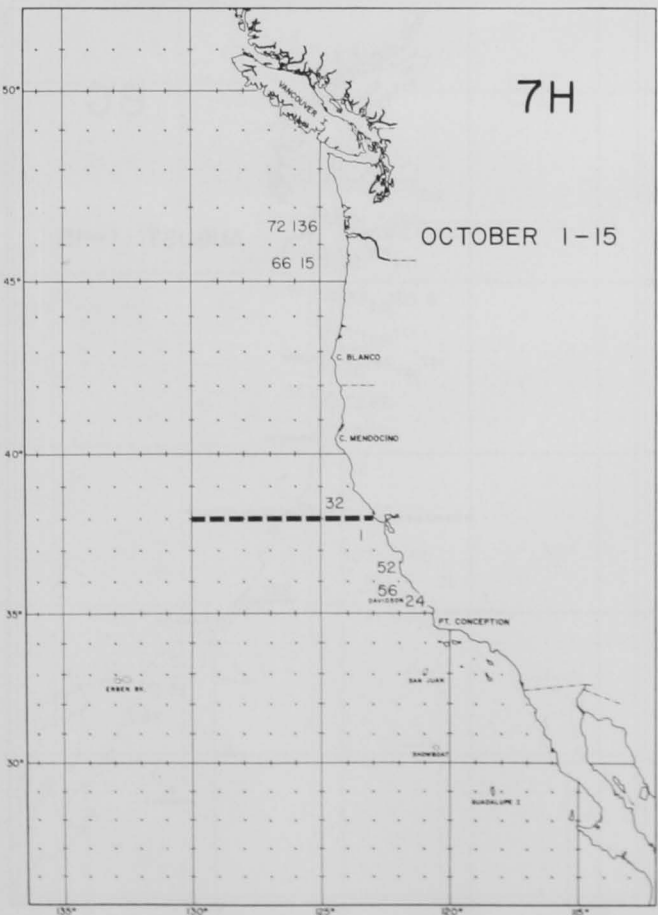 7H
50°
VANCOUVER
72 136
OCTOBER 1-15
66 15
45°
C. BLANCO
C. MENDOCINO
40°
32
1
52
56
DAVIDSON 24
35°
PT. CONCEPTION
ERBEN BK.
SAN JUAN
SHOWBOAT
30°
GUADALUPE I
135°
130°
125°
120°
115°